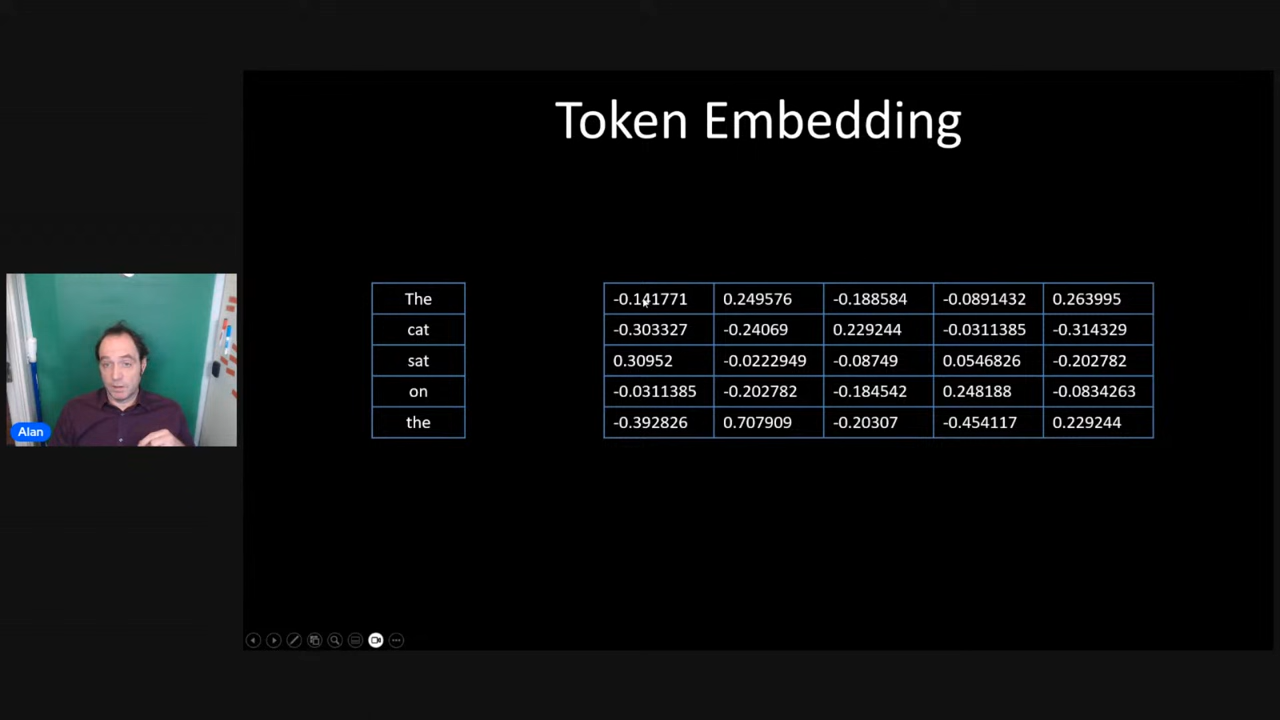 Token Embedding
The -0.141771 0.249576 -0.188584 -0.0891432 0.263995
cat -0.303327 -0.24069 0.229244 -0.0311385 -0.314329
sat 0.30952 -0.0222949 -0.08749 0.0546826 -0.202782
on -0.0311385 -0.202782 -0.184542 0.248188 -0.0834263
the -0.392826 0.707909 -0.20307 -0.454117 0.229244
Alan